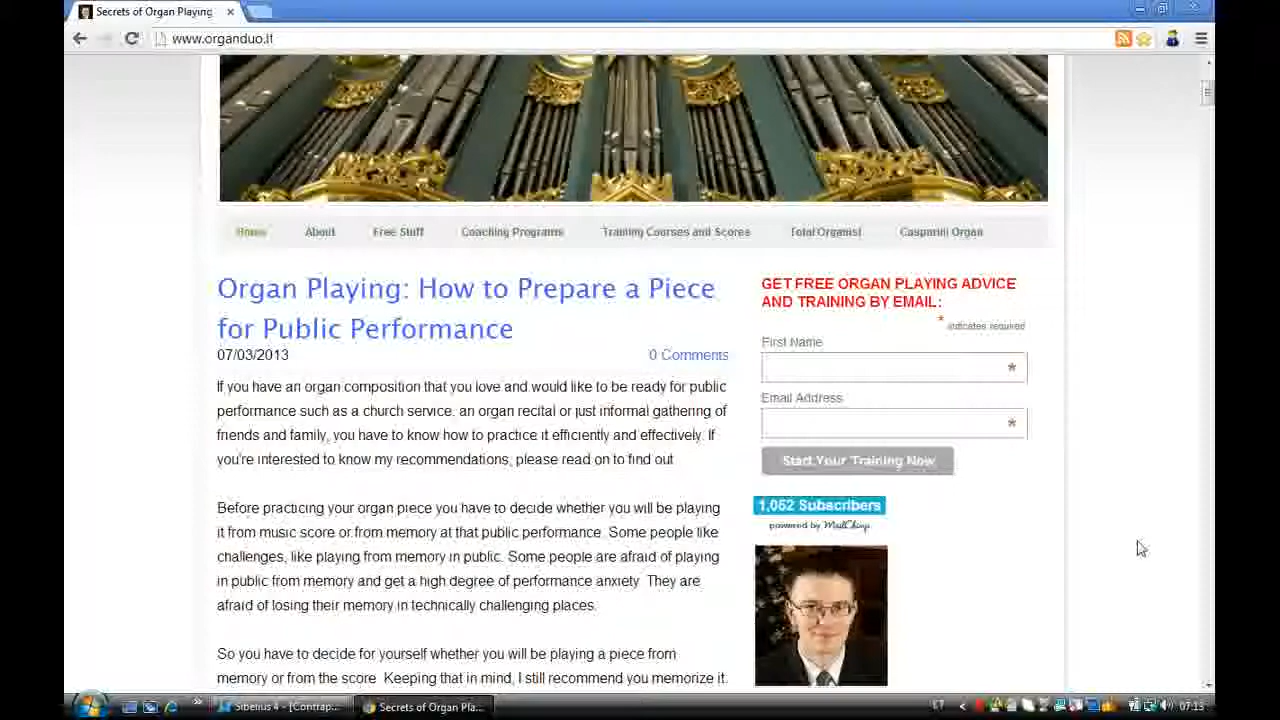 Secrets of Organ Playing
www.organduo.lt
Home About Free Stuff Coaching Programs Training Courses and Scores Total Organist Casparini Organ
Organ Playing: How to Prepare a Piece
for Public Performance
07/03/2013 0 Comments
If you have an organ composition that you love and would like to be ready for public
performance such as a church service, an organ recital or just informal gathering of
friends and family, you have to know how to practice it efficiently and effectively. If
you're interested to know my recommendations, please read on to find out
Before practicing your organ piece you have to decide whether you will be playing
it from music score or from memory at that public performance. Some people like
challenges, like playing from memory in public. Some people are afraid of playing
in public from memory and get a high degree of performance anxiety. They are
afraid of losing their memory in technically challenging places.
So you have to decide for yourself whether you will be playing a piece from
memory or from the score. Keeping that in mind, I still recommend you memorize it.
GET FREE ORGAN PLAYING ADVICE
AND TRAINING BY EMAIL:
* indicates required
First Name
*
Email Address
*
Start Your Training Now
1,052 Subscribers
powered by MailChimp
Sibelius 4 - [Contrap...
Secrets of Organ Pla...
LT
07:13